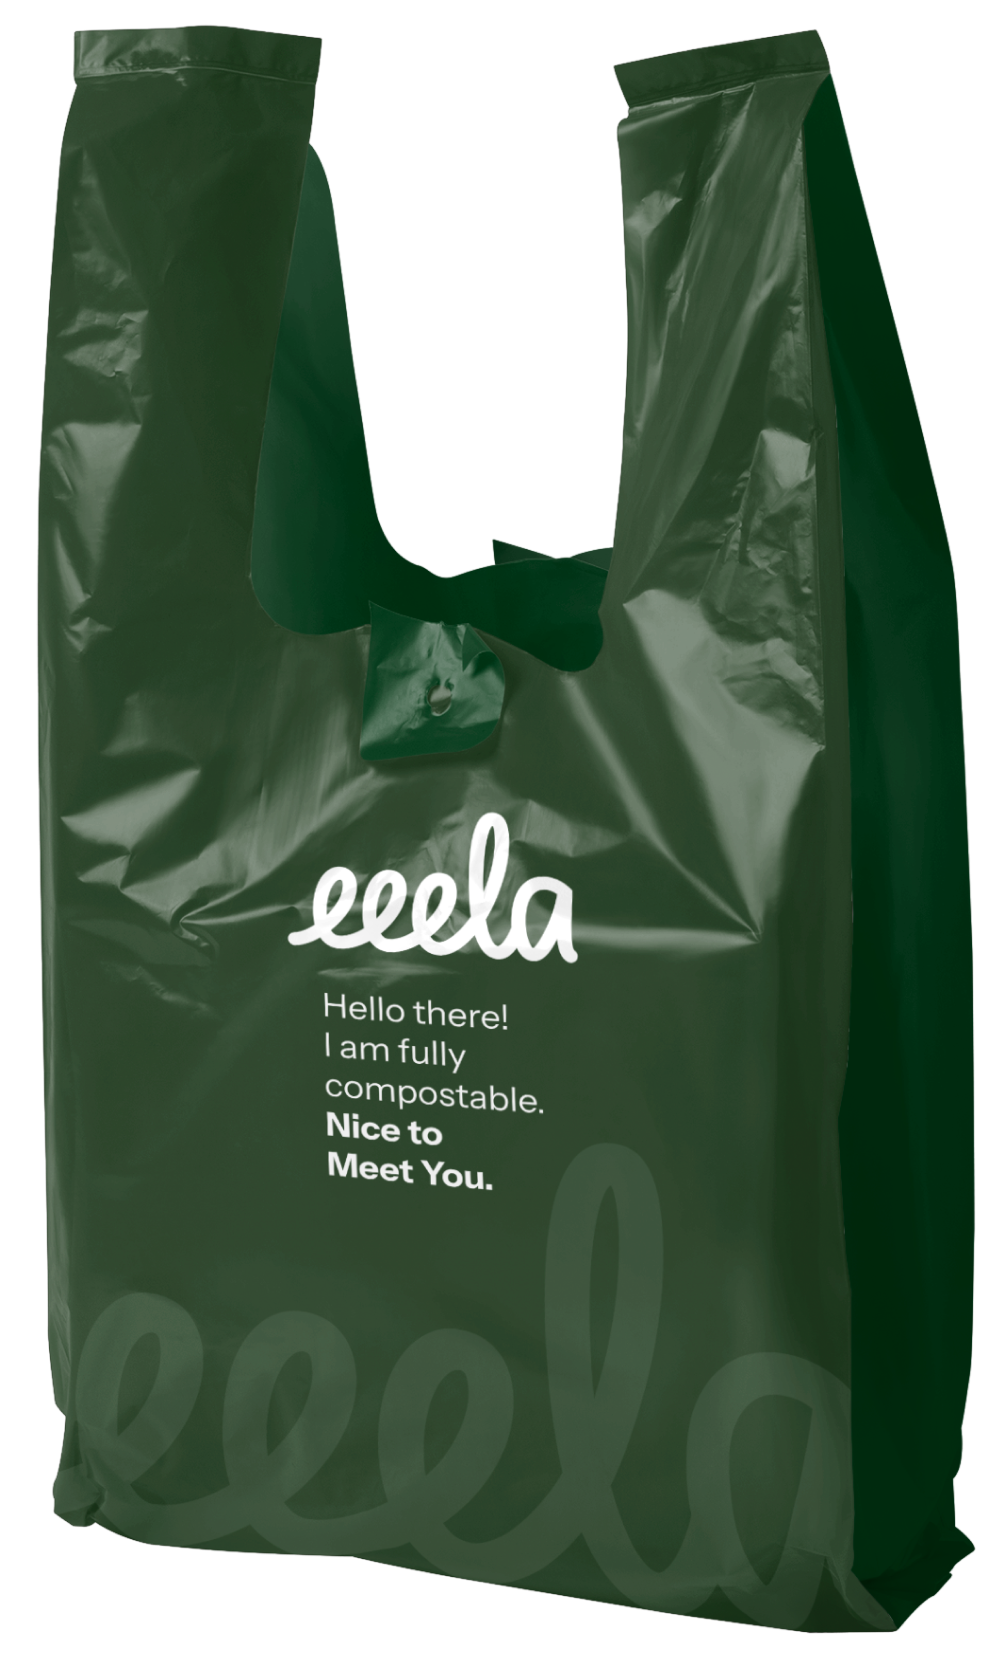 eeela
Hello there!
I am fully
compostable.
Nice to
Meet You.
eeela